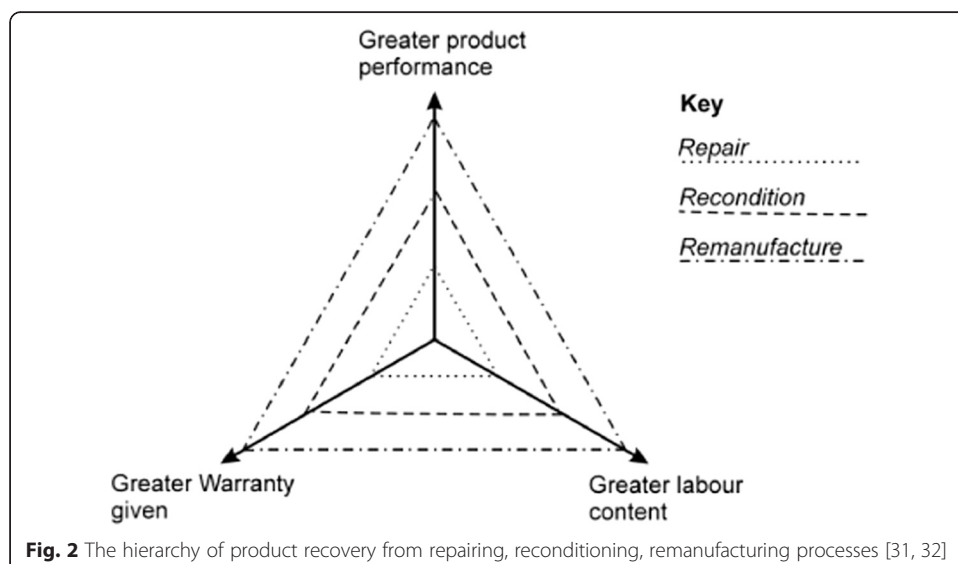 Greater product
performance
Key
Repair
Recondition
Remanufacture
Greater Warranty
given
Greater labour
content
Fig. 2 The hierarchy of product recovery from repairing, reconditioning, remanufacturing processes [31, 32]